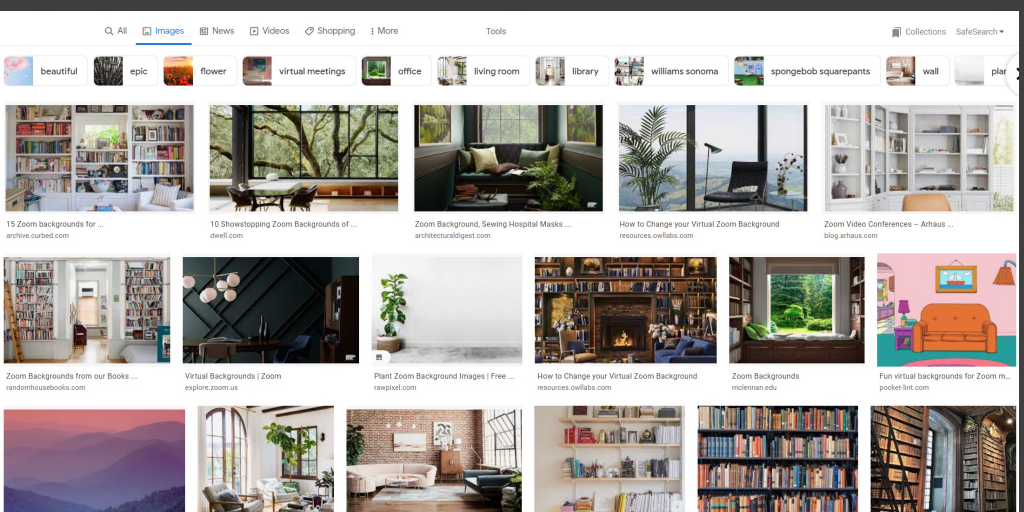 All Images News Videos Shopping More Tools Collections SafeSearch
beautiful epic flower virtual meetings office living room library williams sonoma spongebob squarepants wall plan
15 Zoom backgrounds for ... 10 Showstopping Zoom Backgrounds of ... Zoom Background, Sewing Hospital Masks ... How to Change your Virtual Zoom Background Zoom Video Conferences – Arhaus ...
archive.curbed.com dwell.com architecturaldigest.com resources.owllabs.com blog.arhaus.com
Zoom Backgrounds from our Books ... Virtual Backgrounds | Zoom Plant Zoom Background Images | Free ... How to Change your Virtual Zoom Background Zoom Backgrounds Fun virtual backgrounds for Zoom m...
randomhousebooks.com explore.zoom.us rawpixel.com resources.owllabs.com mclennan.edu pocket-lint.com